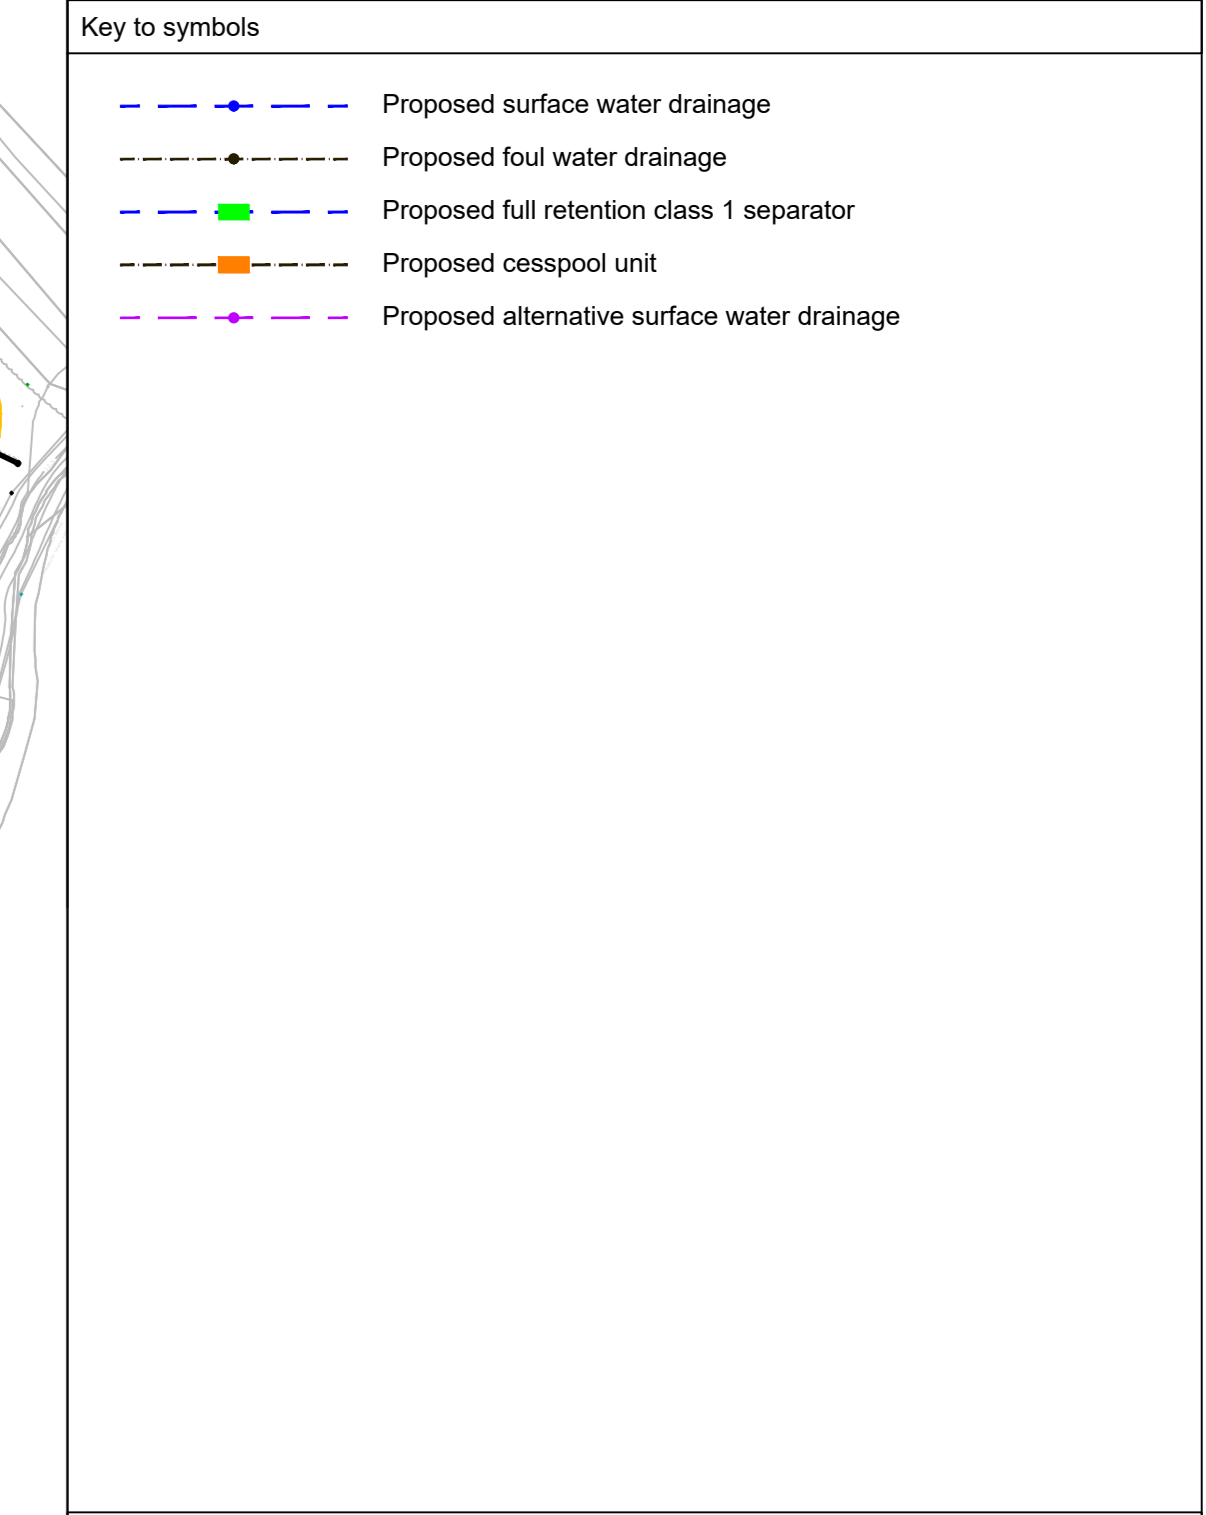 Key to symbols
Proposed surface water drainage
Proposed foul water drainage
Proposed full retention class 1 separator
Proposed cesspool unit
Proposed alternative surface water drainage